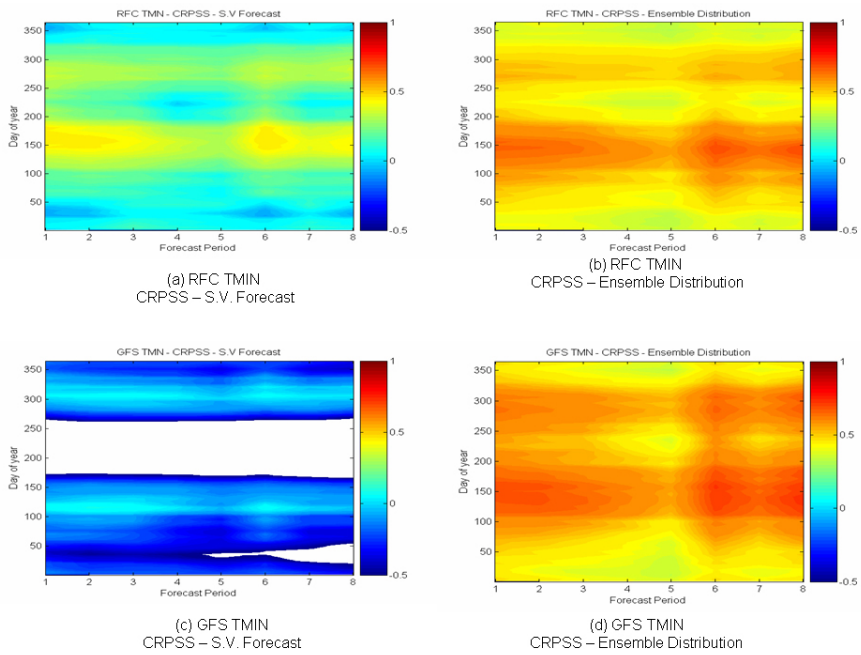 RFC TMN - CRPSS - S.V Forecast
Day of year
350
300
250
200
150
100
50
1 2 3 4 5 6 7 8
Forecast Period
1
0.5
0
-0.5
(a) RFC TMIN
CRPSS – S.V. Forecast
RFC TMN - CRPSS - Ensemble Distribution
Day of year
350
300
250
200
150
100
50
1 2 3 4 5 6 7 8
Forecast Period
1
0.5
0
-0.5
(b) RFC TMIN
CRPSS – Ensemble Distribution
GFS TMN - CRPSS - S.V Forecast
Day of year
350
300
250
200
150
100
50
1 2 3 4 5 6 7 8
Forecast Period
1
0.5
0
-0.5
(c) GFS TMIN
CRPSS – S.V. Forecast
GFS TMN - CRPSS - Ensemble Distribution
Day of year
350
300
250
200
150
100
50
1 2 3 4 5 6 7 8
Forecast Period
1
0.5
0
-0.5
(d) GFS TMIN
CRPSS – Ensemble Distribution